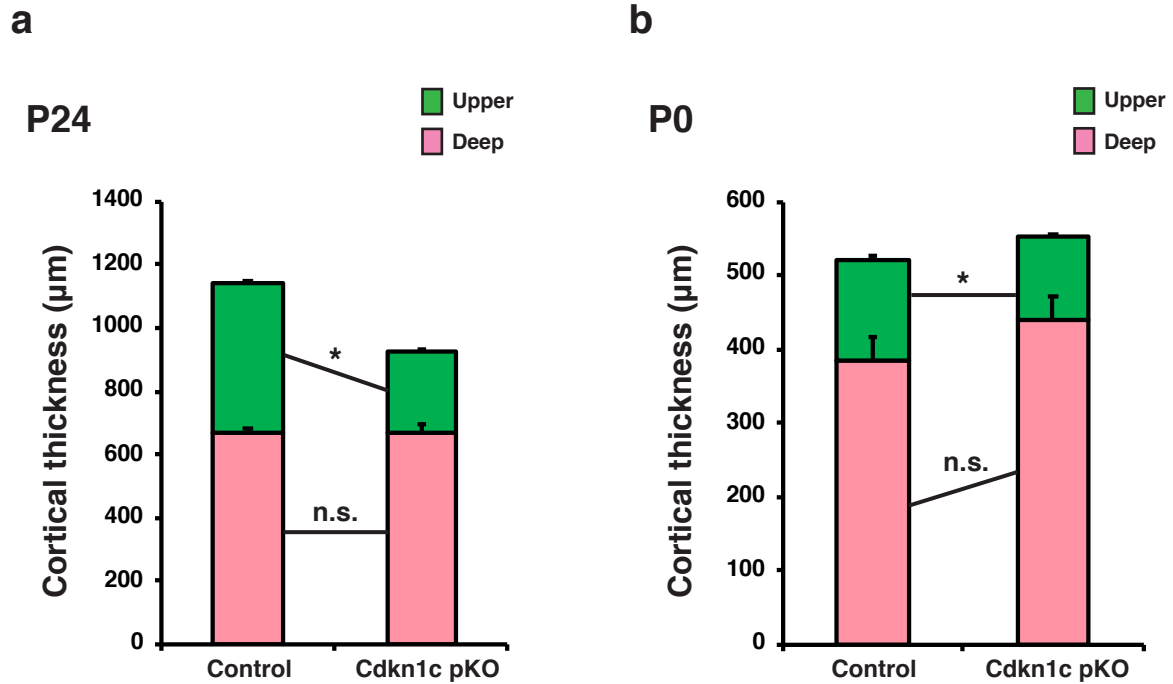 a
P24
Upper
Deep
Cortical thickness (µm)
1400
1200
1000
800
600
400
200
0
*
n.s.
Control
Cdkn1c pKO
b
P0
Upper
Deep
Cortical thickness (µm)
600
500
400
300
200
100
0
*
n.s.
Control
Cdkn1c pKO